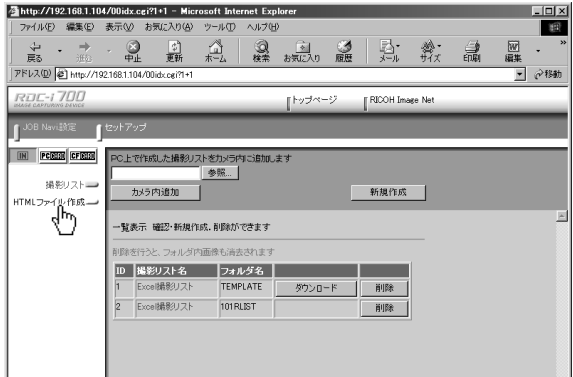 http://192.168.1.104/00idx.cgi?1+1 - Microsoft Internet Explorer
ファイル(F) 編集(E) 表示(V) お気に入り(A) ツール(T) ヘルプ(H)
戻る 進む 中止 更新 ホーム 検索 お気に入り 履歴 メール サイズ 印刷 編集
アドレス(D) http://192.168.1.104/00idx.cgi?1+1 移動
RDC-i700
IMAGE CAPTURING DEVICE
トップページ RICOH Image Net
JOB Navi設定 セットアップ
IN PC CF
PC上で作成した撮影リストをカメラ内に追加します
参照...
撮影リスト
カメラ内追加 新規作成
HTMLファイル作成
一覧表示 確認・新規作成、削除ができます
削除を行うと、フォルダ内画像も消去されます
ID 撮影リスト名 フォルダ名
1 Excel撮影リスト TEMPLATE ダウンロード 削除
2 Excel撮影リスト 101RLIST 削除